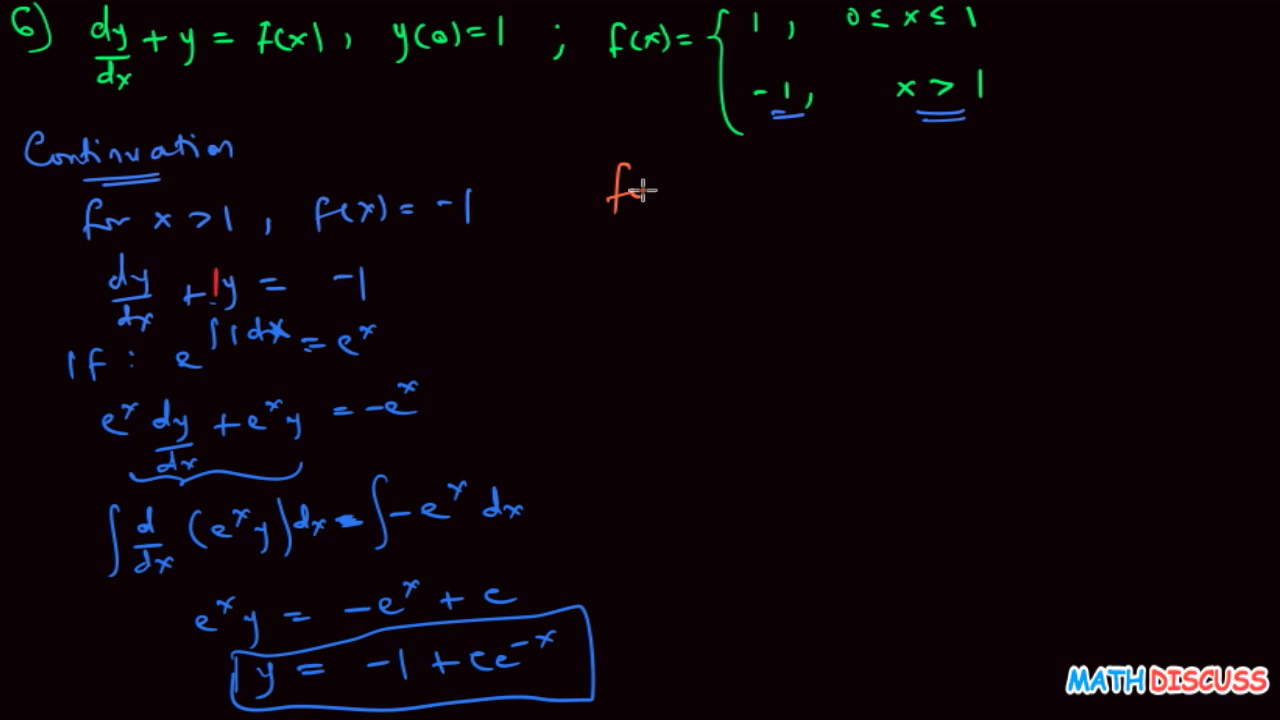 6) dy/dx + y = f(x), y(0)=1 ; f(x)= { 1, 0 ≤ x ≤ 1
-1, x > 1
Continuation
for x > 1, f(x) = -1
dy/dx + 1y = -1
IF : e^∫1dx = e^x
e^x dy/dx + e^x y = -e^x
∫ d/dx (e^x y) dx = ∫ -e^x dx
e^x y = -e^x + c
y = -1 + ce^-x
f
MATH DISCUSS